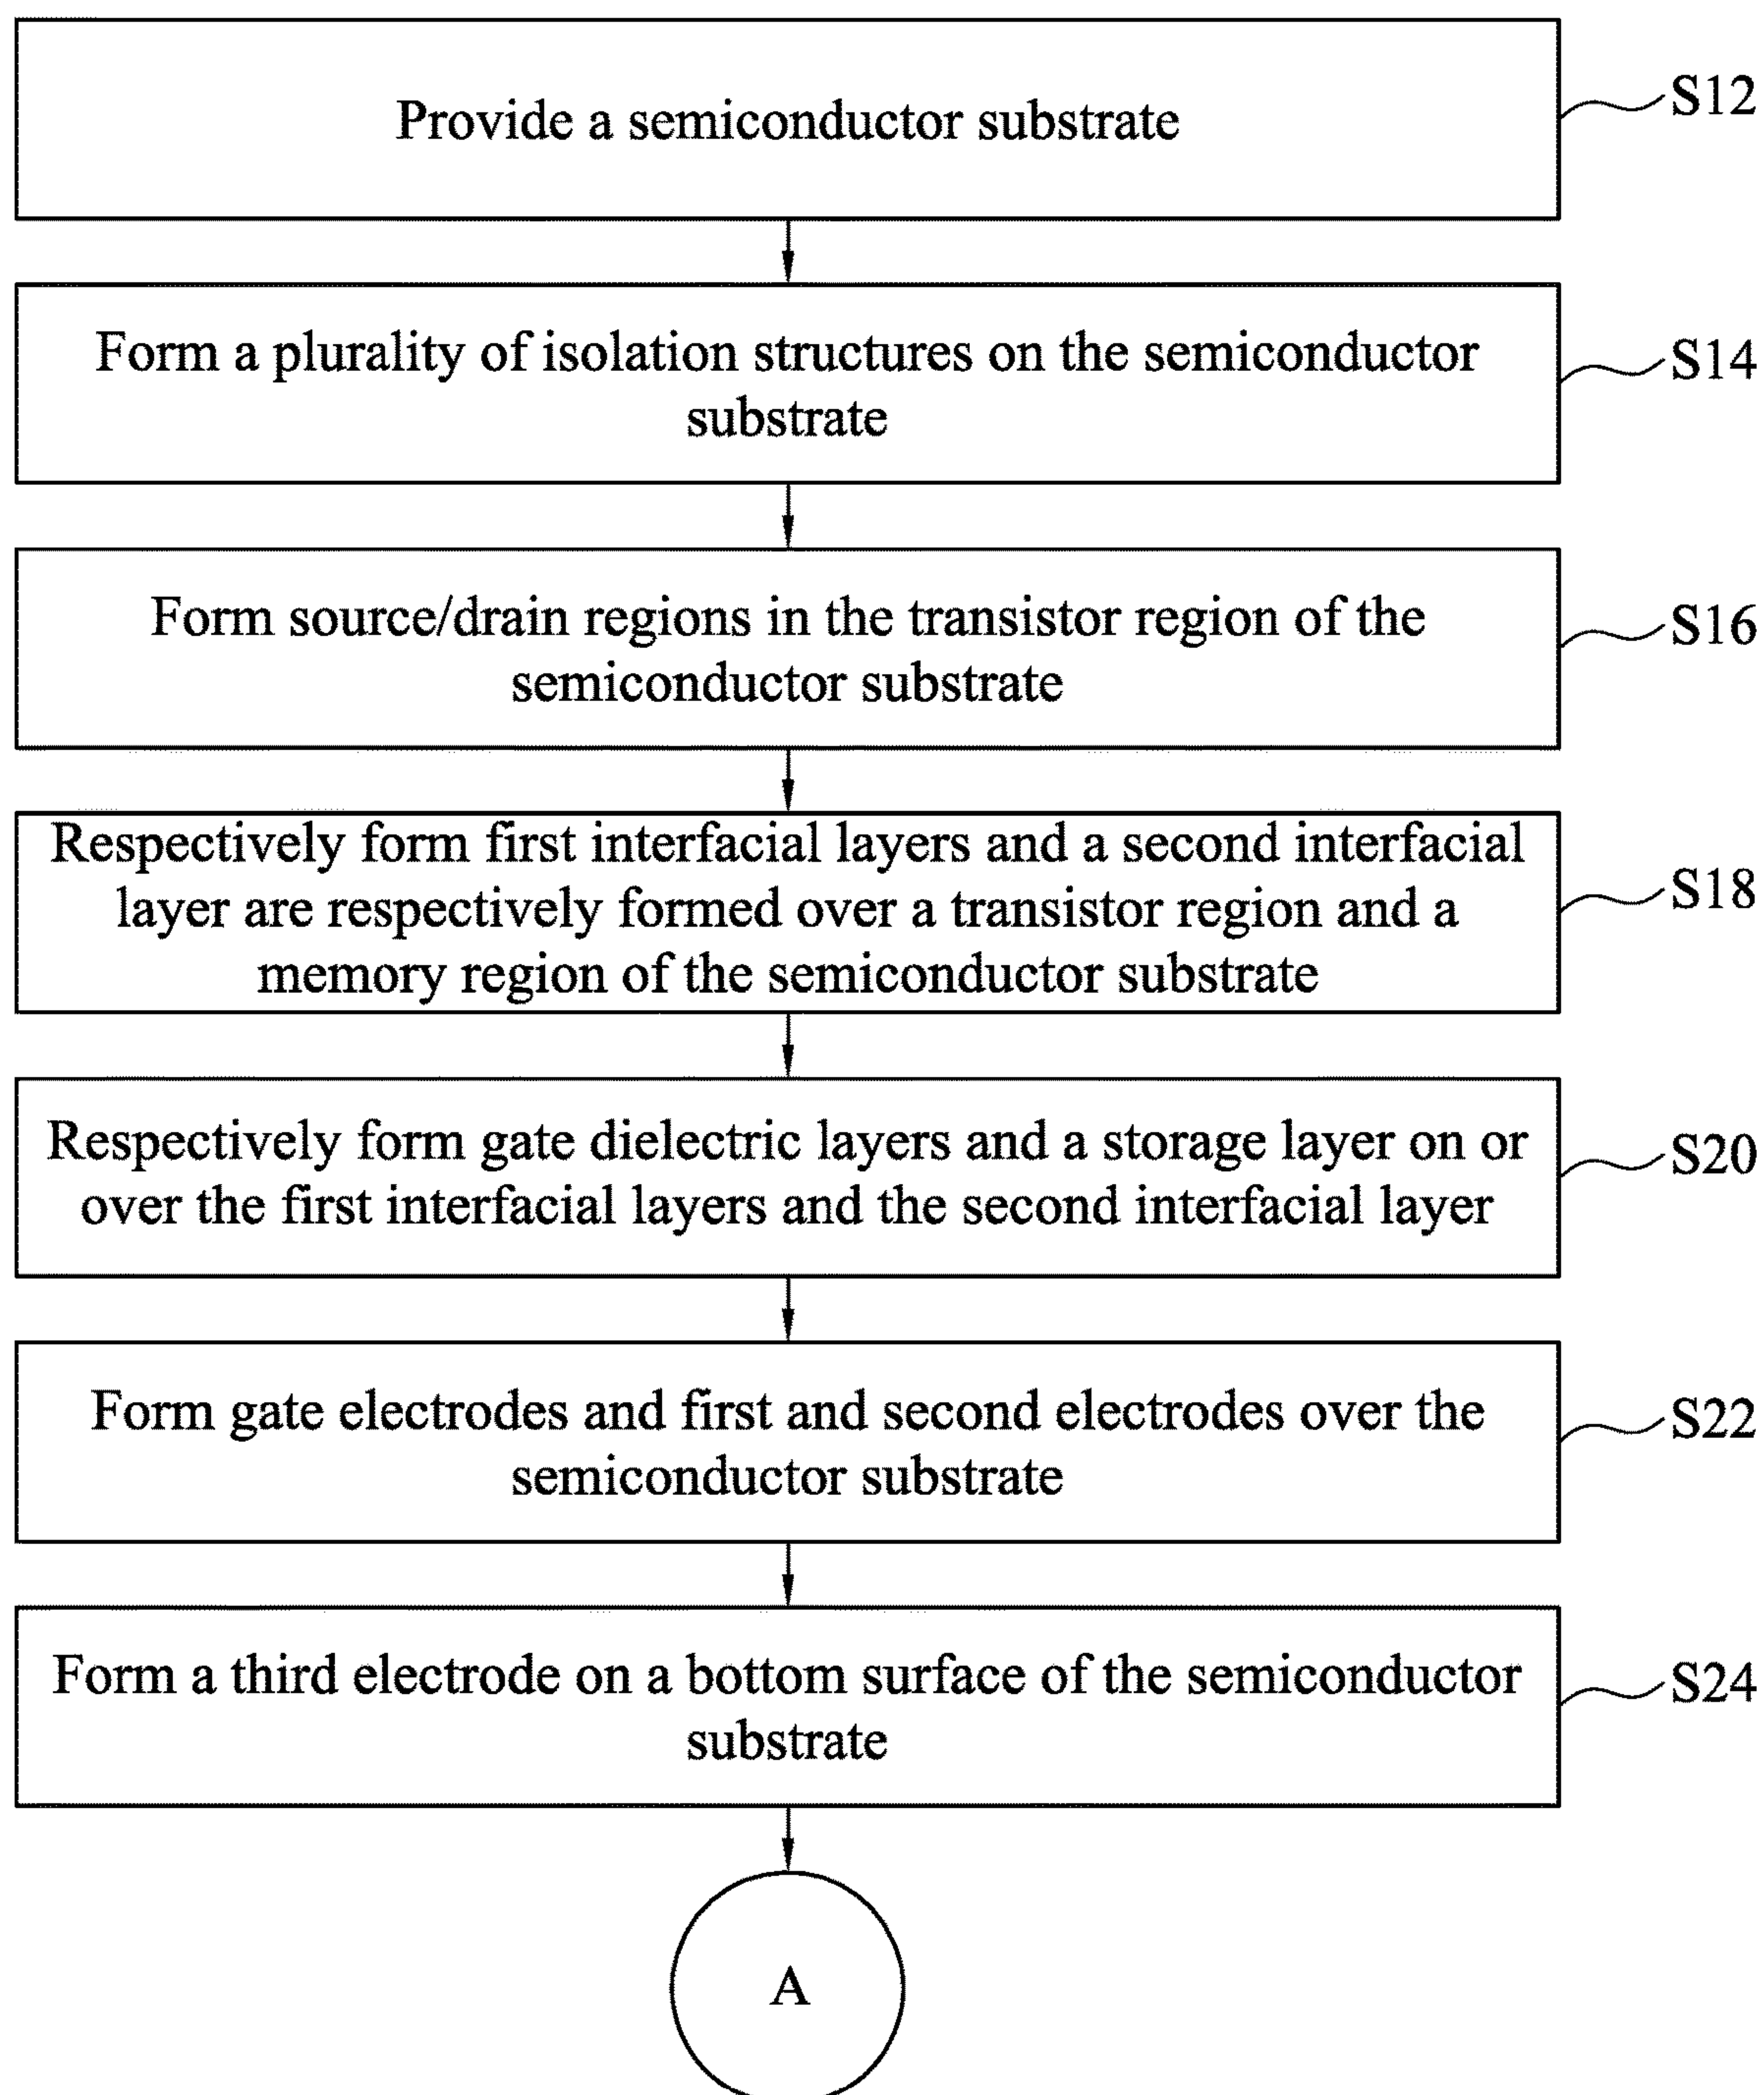 Provide a semiconductor substrate
S12
Form a plurality of isolation structures on the semiconductor
substrate
S14
Form source/drain regions in the transistor region of the
semiconductor substrate
S16
Respectively form first interfacial layers and a second interfacial
layer are respectively formed over a transistor region and a
memory region of the semiconductor substrate
S18
Respectively form gate dielectric layers and a storage layer on or
over the first interfacial layers and the second interfacial layer
S20
Form gate electrodes and first and second electrodes over the
semiconductor substrate
S22
Form a third electrode on a bottom surface of the semiconductor
substrate
S24
A